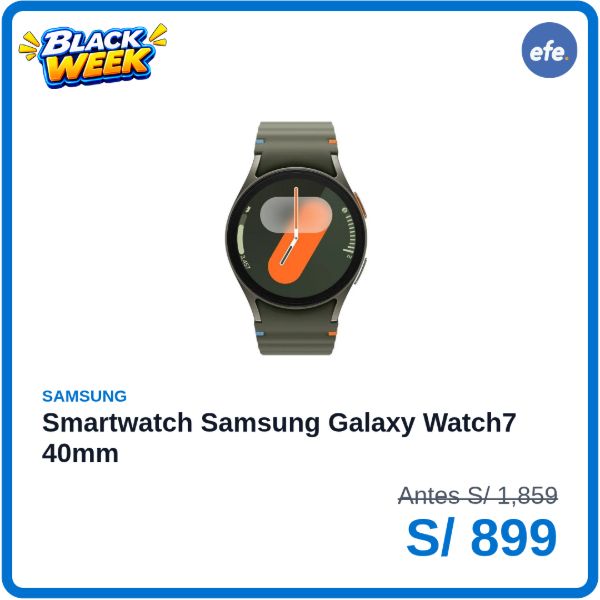 BLACK
WEEK
efe.
SAMSUNG
Smartwatch Samsung Galaxy Watch7
40mm
Antes S/ 1,859
S/ 899